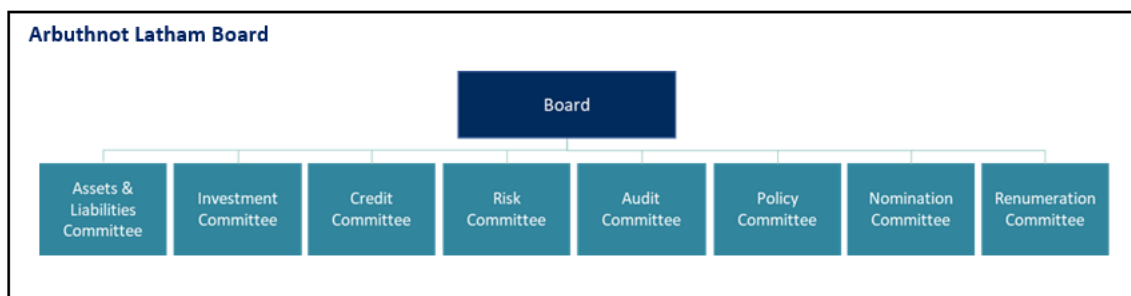 Arbuthnot Latham Board
Board
Assets &
Liabilities
Committee
Investment
Committee
Credit
Committee
Risk
Committee
Audit
Committee
Policy
Committee
Nomination
Committee
Renumeration
Committee